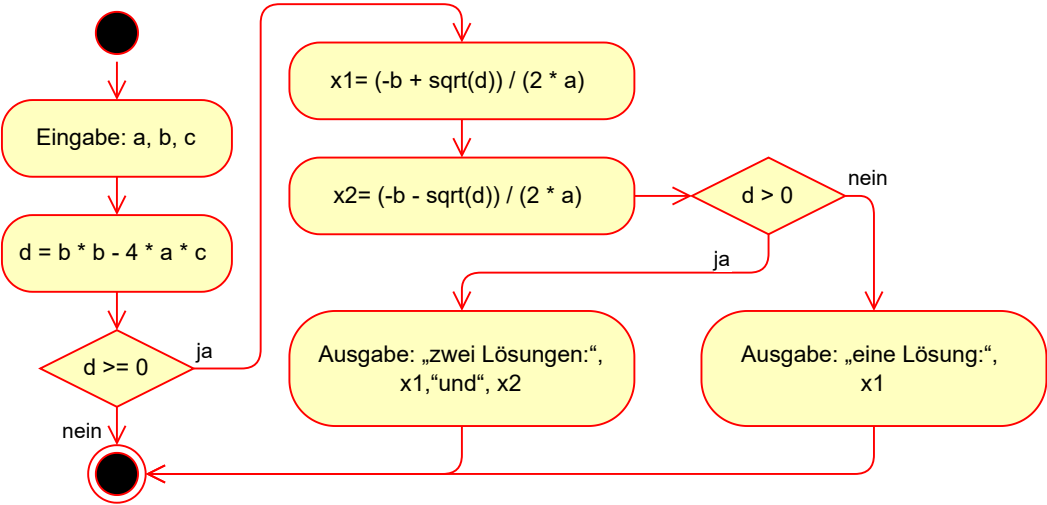 Eingabe: a, b, c
d = b * b - 4 * a * c
d >= 0
ja
nein
x1= (-b + sqrt(d)) / (2 * a)
x2= (-b - sqrt(d)) / (2 * a)
d > 0
nein
ja
Ausgabe: „zwei Lösungen:“,
x1,“und“, x2
Ausgabe: „eine Lösung:“,
x1